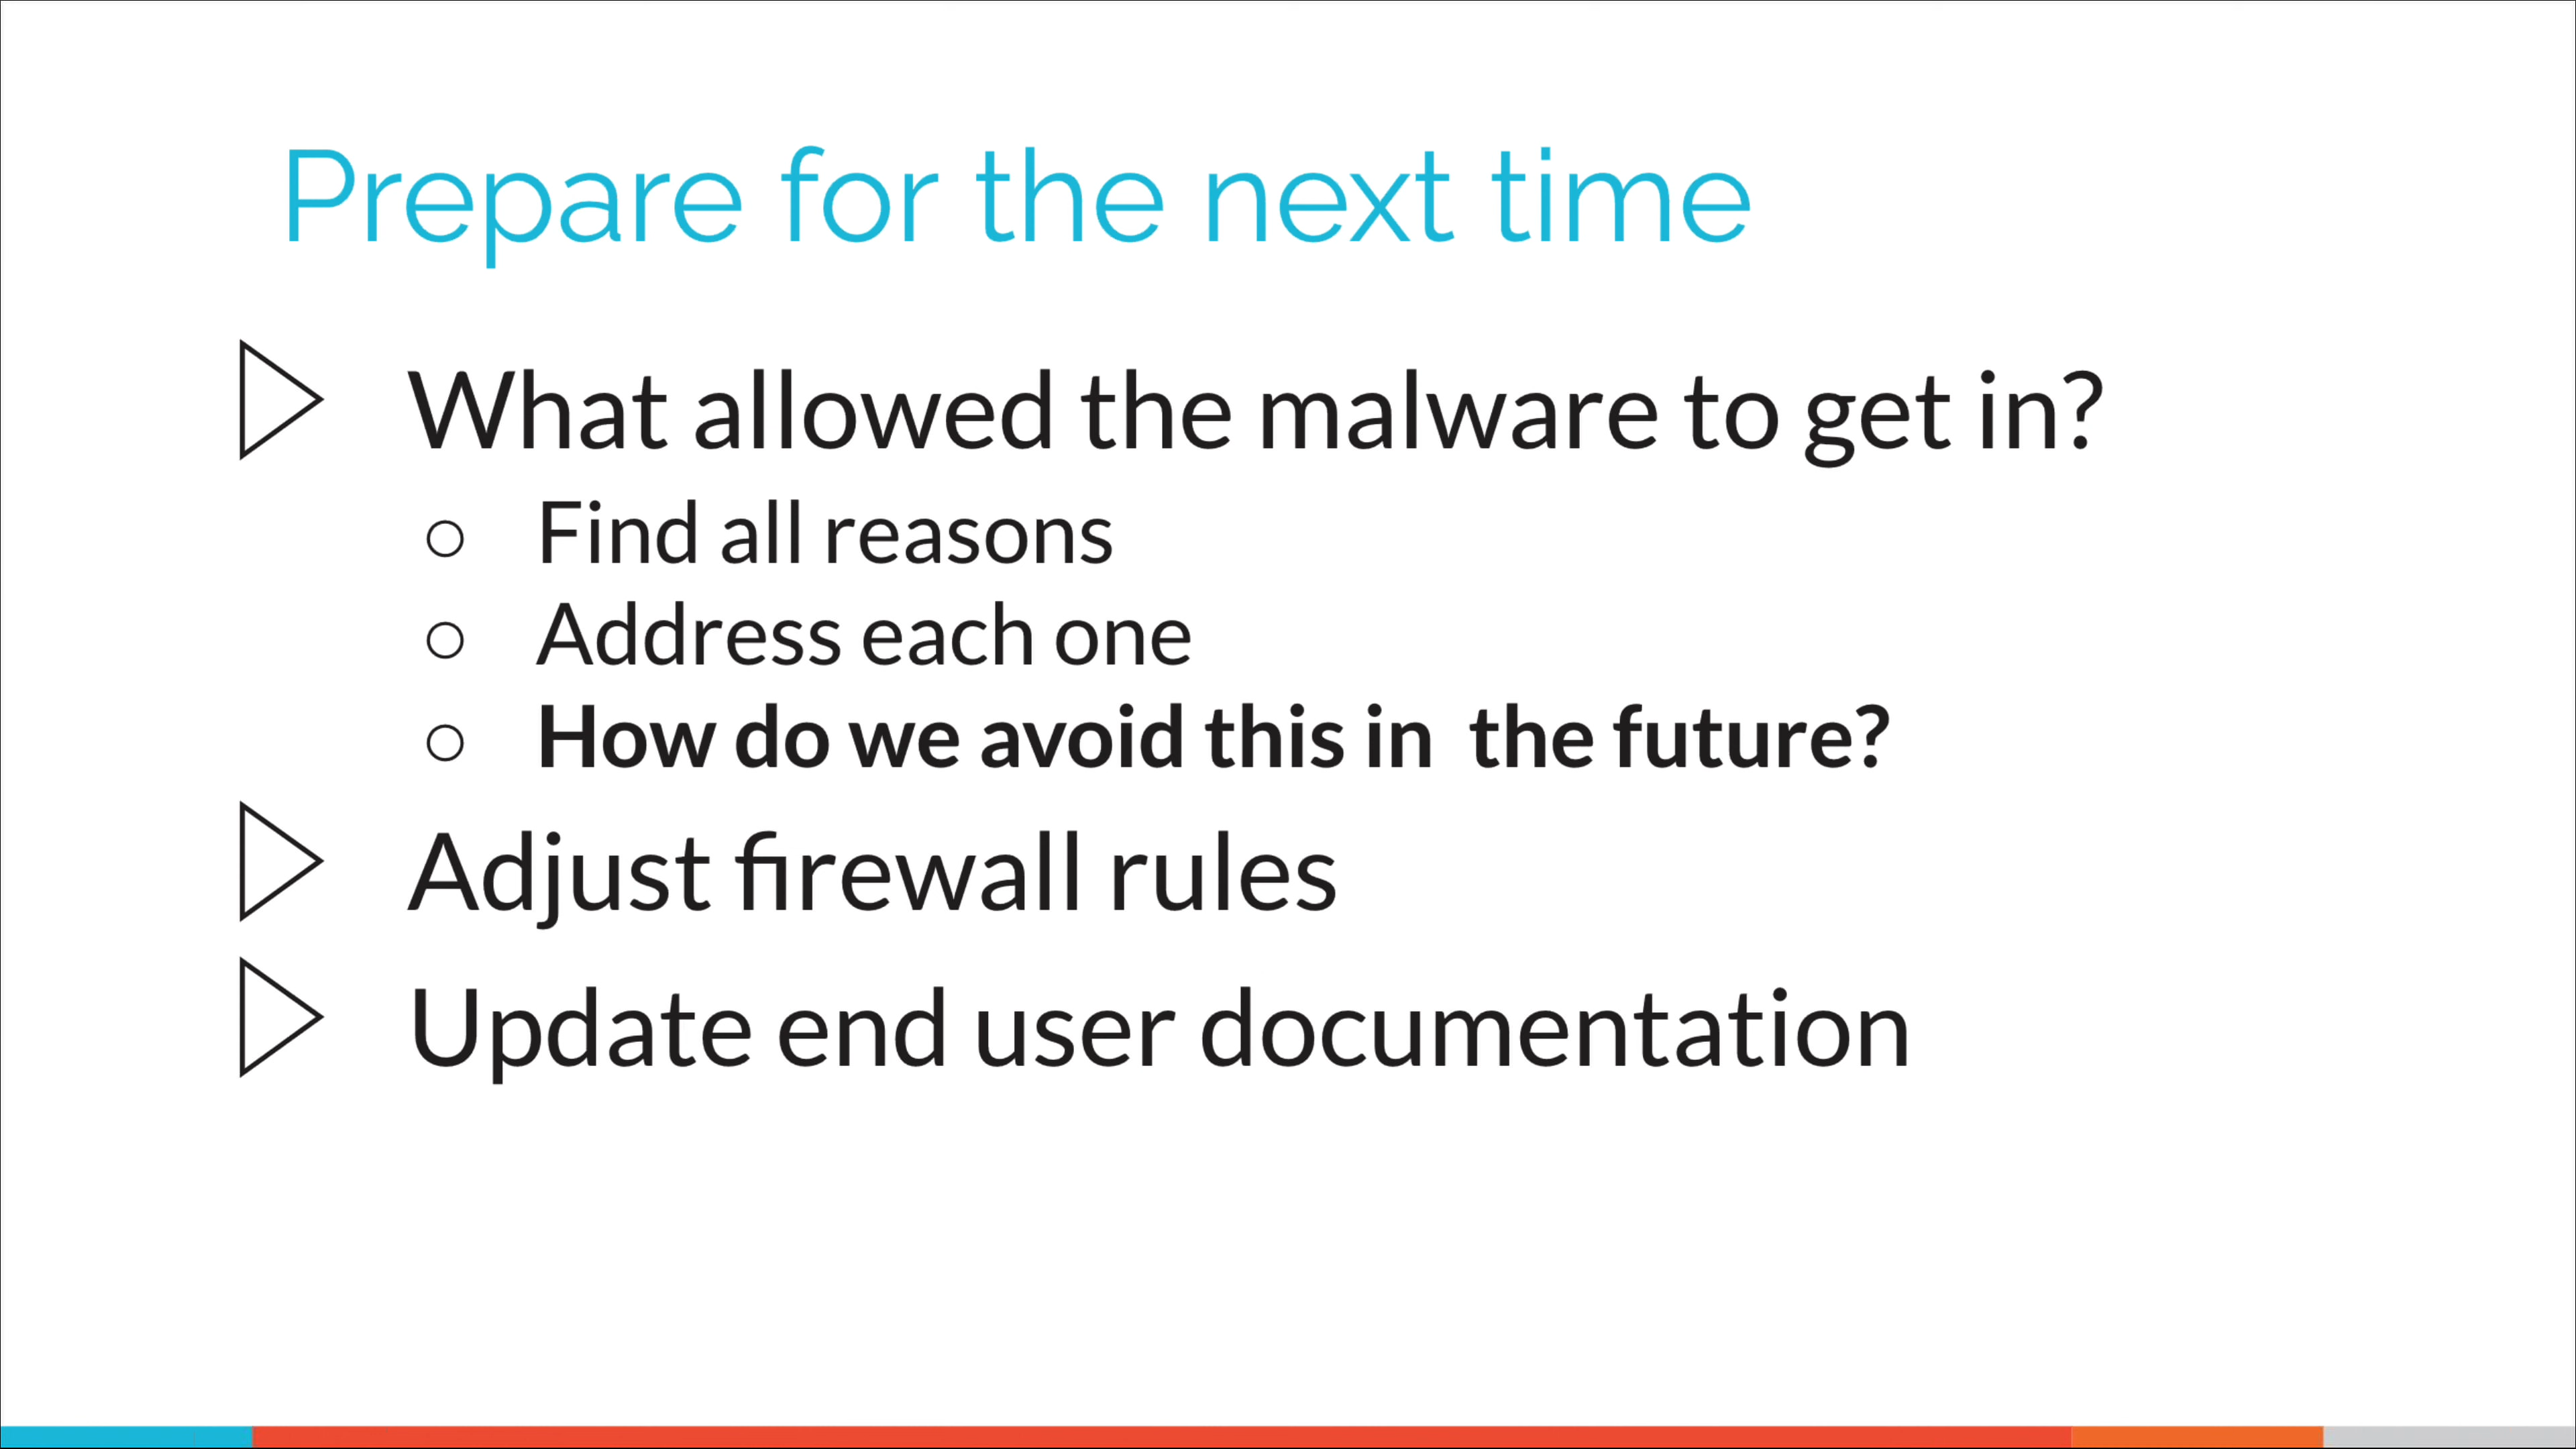 Prepare for the next time
What allowed the malware to get in?
Find all reasons
Address each one
How do we avoid this in  the future?
Adjust firewall rules
Update end user documentation